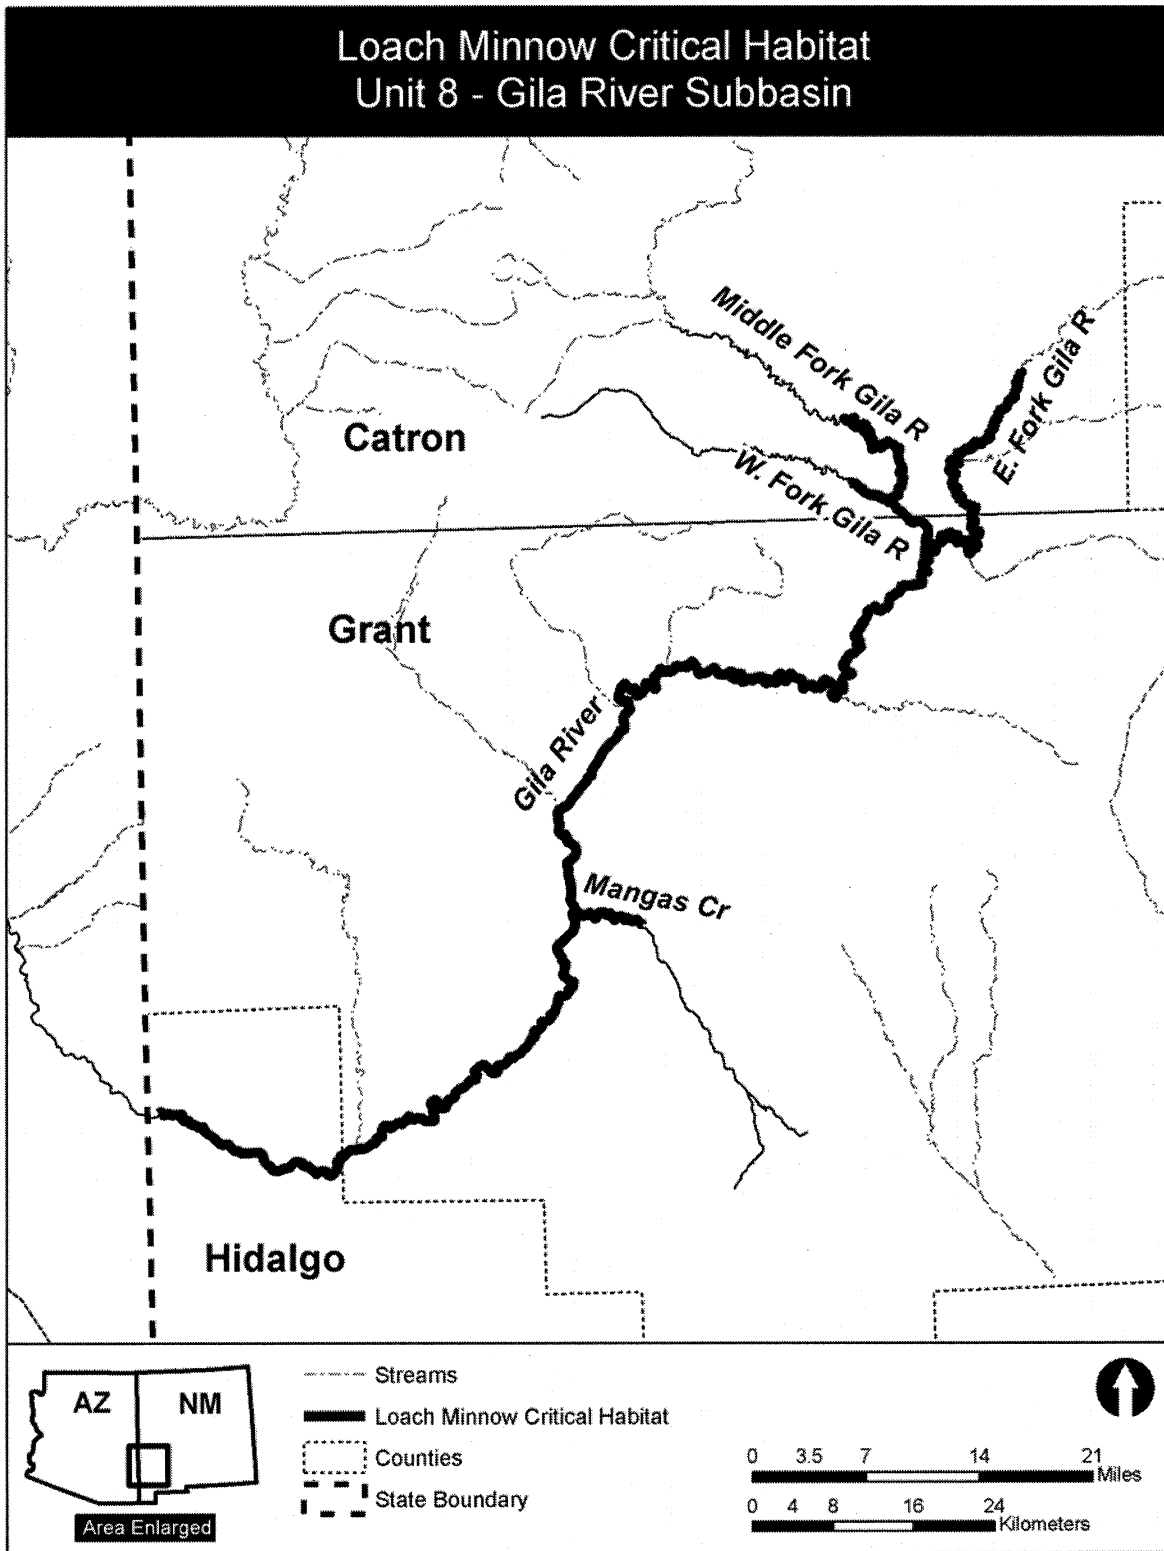 Loach Minnow Critical Habitat
Unit 8 - Gila River Subbasin
Middle Fork Gila R
E. Fork Gila R
Catron
W. Fork Gila R
Grant
Gila River
Mangas Cr
Hidalgo
AZ
NM
Area Enlarged
Streams
Loach Minnow Critical Habitat
Counties
State Boundary
0 3.5 7 14 21
Miles
0 4 8 16 24
Kilometers